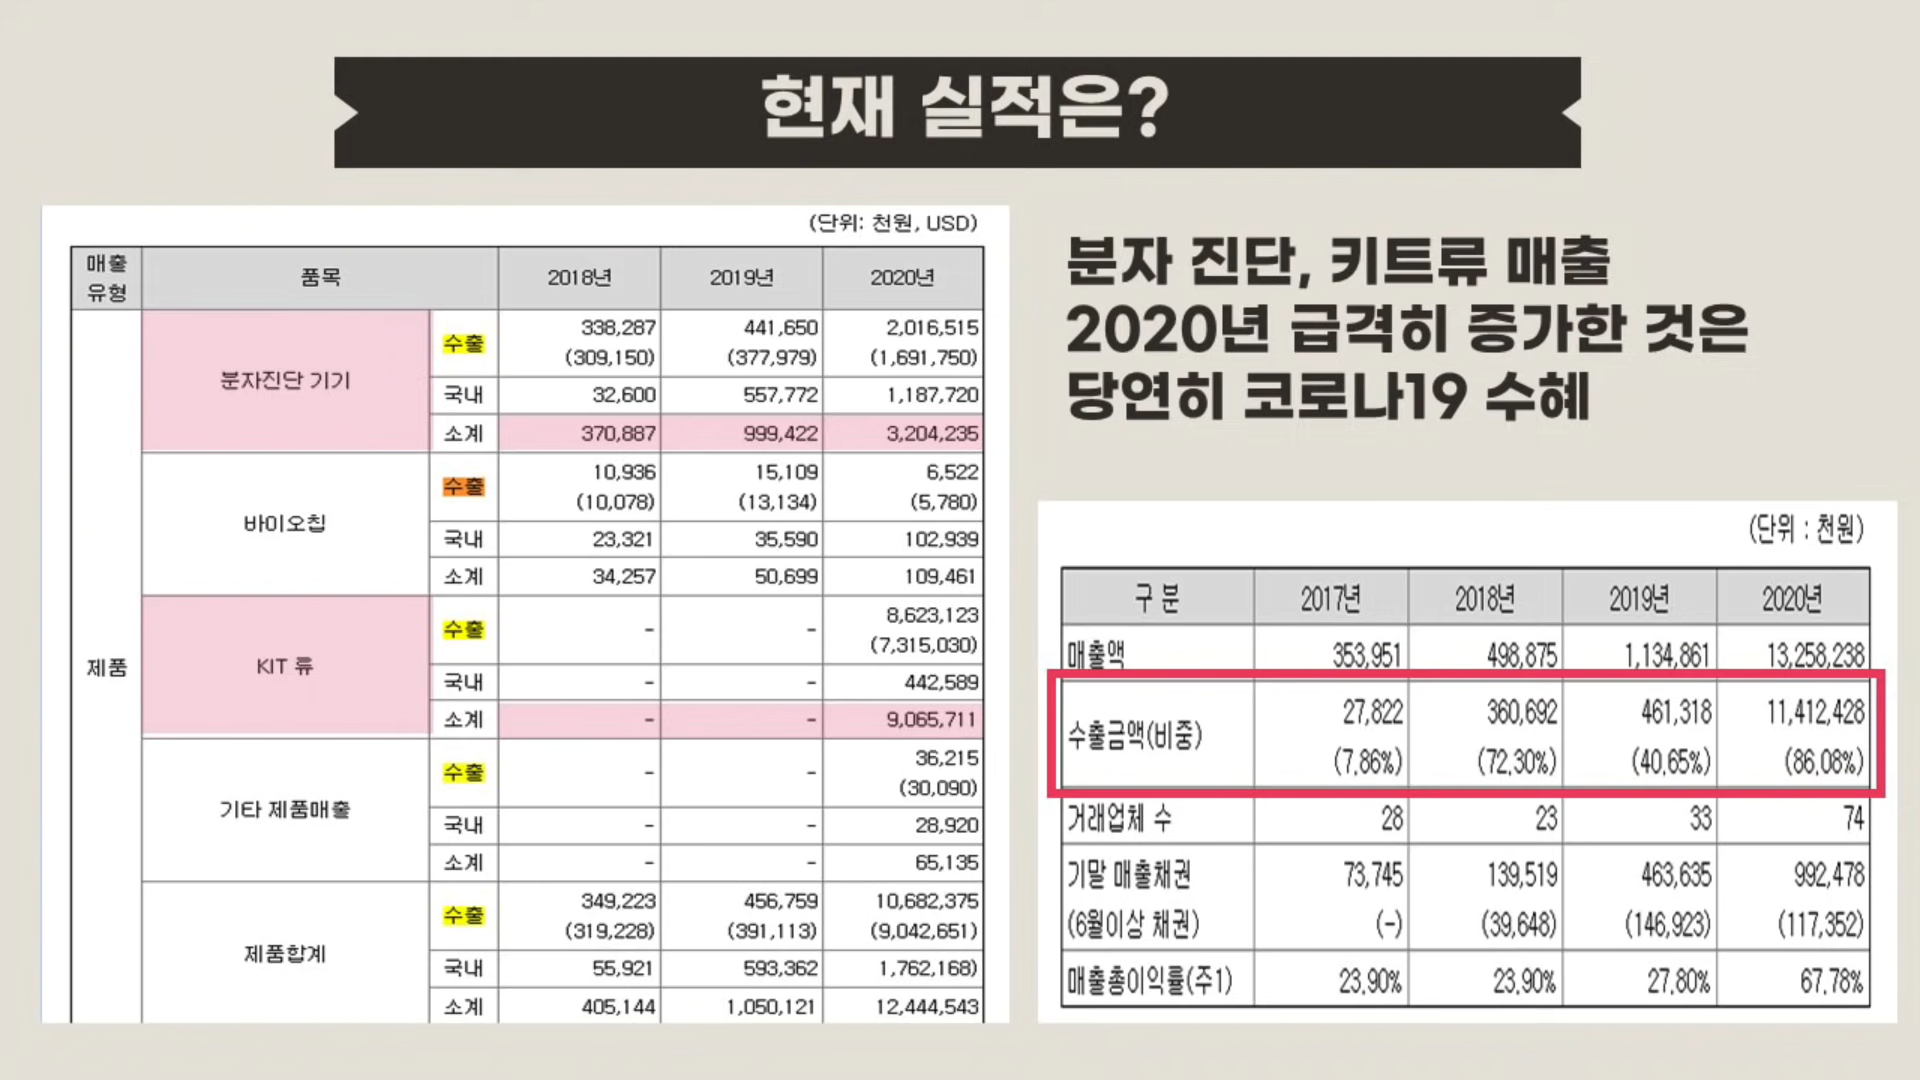 현재 실적은?
(단위: 천원, USD)
매출 유형 품목 2018년 2019년 2020년
제품
분자진단 기기
수출 338,287 441,650 2,016,515
(309,150) (377,979) (1,691,750)
국내 32,600 557,772 1,187,720
소계 370,887 999,422 3,204,235
바이오칩
수출 10,936 15,109 6,522
(10,078) (13,134) (5,780)
국내 23,321 35,590 102,939
소계 34,257 50,699 109,461
KIT 류
수출 - - 8,623,123
(7,315,030)
국내 - - 442,589
소계 - - 9,065,711
기타 제품매출
수출 - - 36,215
(30,090)
국내 - - 28,920
소계 - - 65,135
제품합계
수출 349,223 456,759 10,682,375
(319,228) (391,113) (9,042,651)
국내 55,921 593,362 1,762,168)
소계 405,144 1,050,121 12,444,543
분자 진단, 키트류 매출
2020년 급격히 증가한 것은
당연히 코로나19 수혜
(단위 : 천원)
구 분 2017년 2018년 2019년 2020년
매출액 353,951 498,875 1,134,861 13,258,238
수출금액(비중) 27,822 360,692 461,318 11,412,428
(7.86%) (72.30%) (40.65%) (86.08%)
거래업체 수 28 23 33 74
기말 매출채권 73,745 139,519 463,635 992,478
(6월이상 채권) (-) (39,648) (146,923) (117,352)
매출총이익률(주1) 23.90% 23.90% 27.80% 67.78%